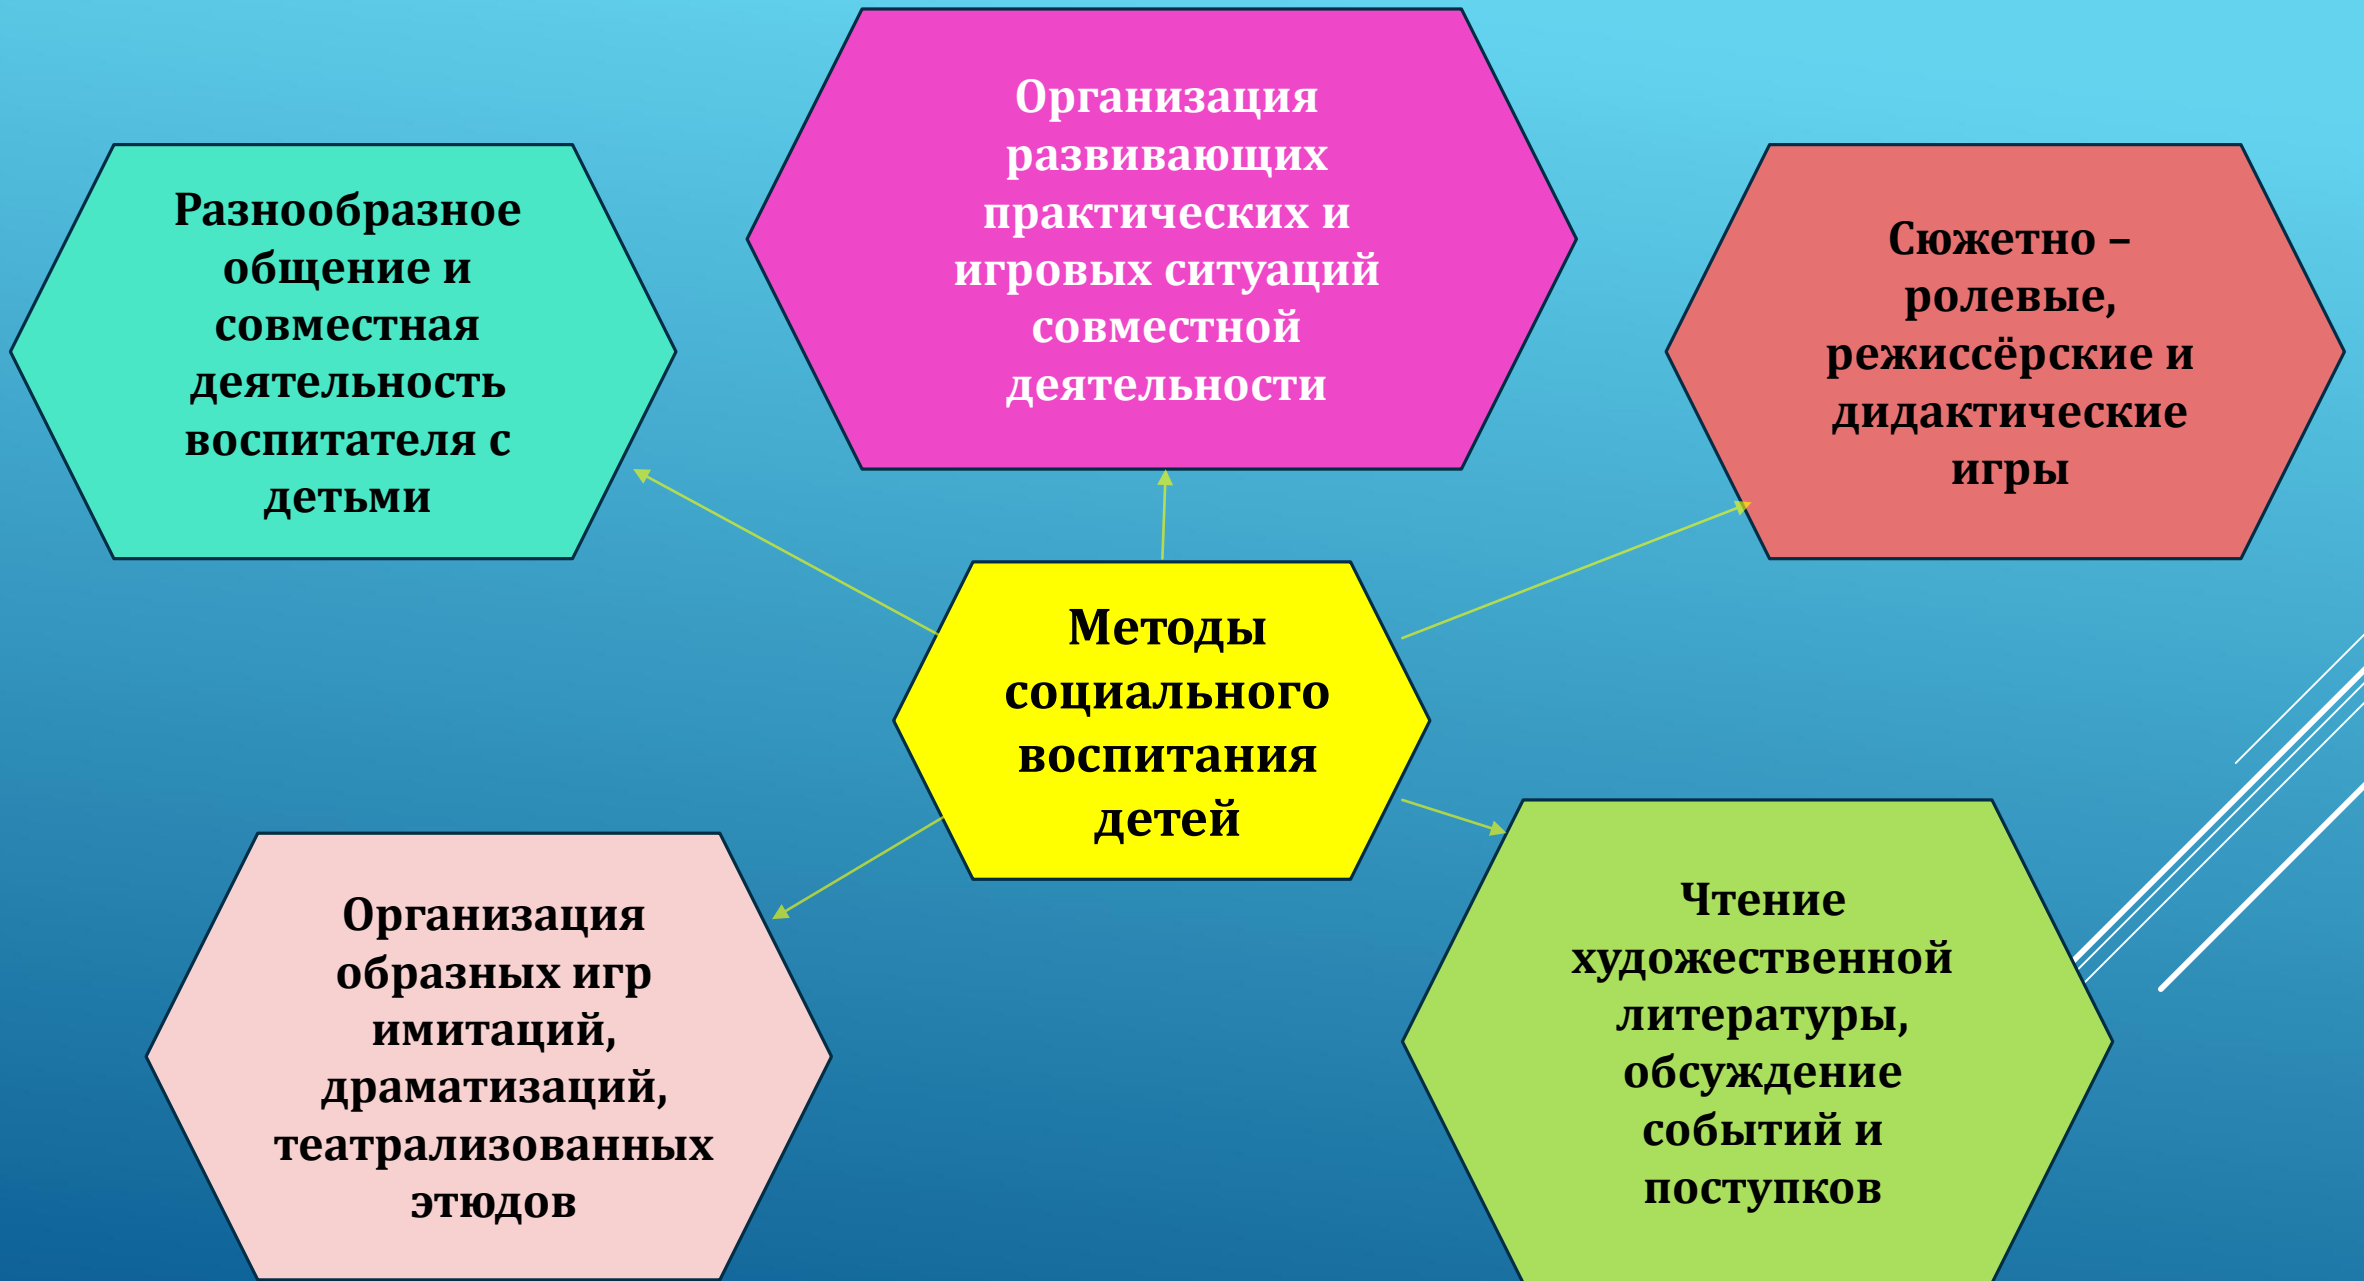 Организация
развивающих
практических и
игровых ситуаций
совместной
деятельности
Разнообразное
общение и
совместная
деятельность
воспитателя с
детьми
Сюжетно –
ролевые,
режиссёрские и
дидактические
игры
Методы
социального
воспитания
детей
Организация
образных игр
имитаций,
драматизаций,
театрализованных
этюдов
Чтение
художественной
литературы,
обсуждение
событий и
поступков